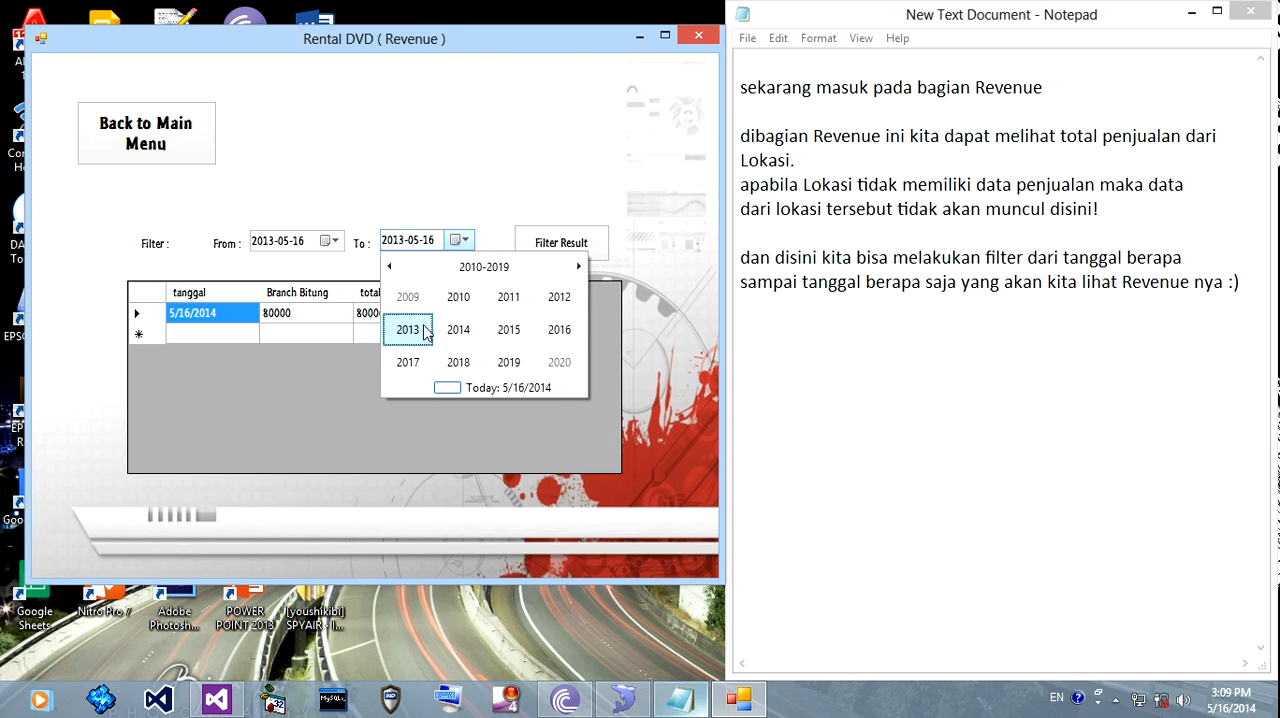 Rental DVD ( Revenue )
Back to Main
Menu
Filter :
From :
2013-05-16
To :
2013-05-16
Filter Result
2010-2019
2009 2010 2011 2012
2013 2014 2015 2016
2017 2018 2019 2020
Today: 5/16/2014
tanggal Branch Bitung total
5/16/2014 80000 80000
New Text Document - Notepad
File Edit Format View Help
sekarang masuk pada bagian Revenue
dibagian Revenue ini kita dapat melihat total penjualan dari
Lokasi.
apabila Lokasi tidak memiliki data penjualan maka data
dari lokasi tersebut tidak akan muncul disini!
dan disini kita bisa melakukan filter dari tanggal berapa
sampai tanggal berapa saja yang akan kita lihat Revenue nya :)
Google
Sheets
Nitro Pro 7
Adobe
Photosh...
POWER
POINT 2013
[youshikibi]
SPYAIR - I...
EN
3:09 PM
5/16/2014